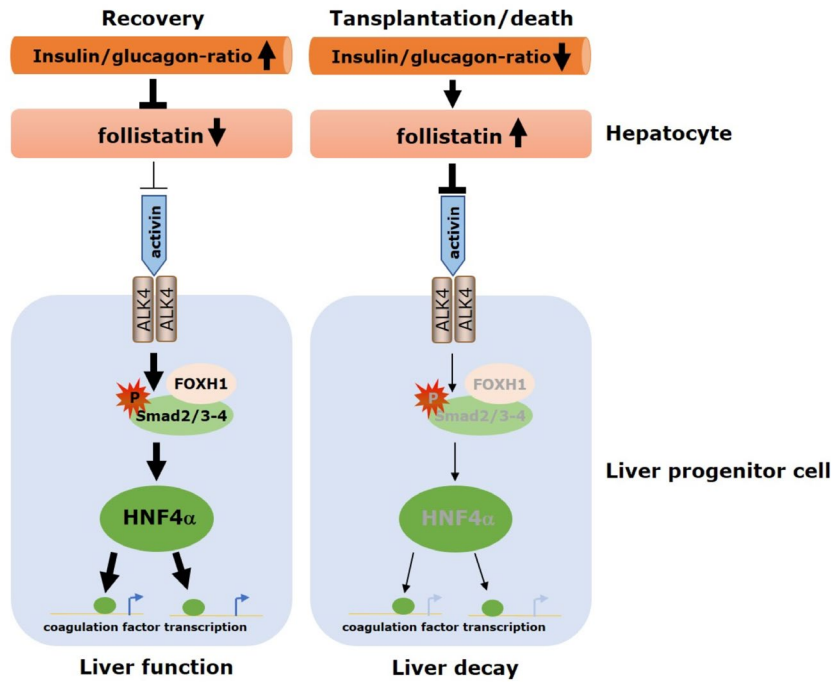 Recovery
Insulin/glucagon-ratio
follistatin
activin
ALK4
ALK4
P
FOXH1
Smad2/3-4
HNF4α
coagulation factor transcription
Liver function
Tansplantation/death
Insulin/glucagon-ratio
follistatin
activin
ALK4
ALK4
P
FOXH1
Smad2/3-4
HNF4α
coagulation factor transcription
Liver decay
Hepatocyte
Liver progenitor cell